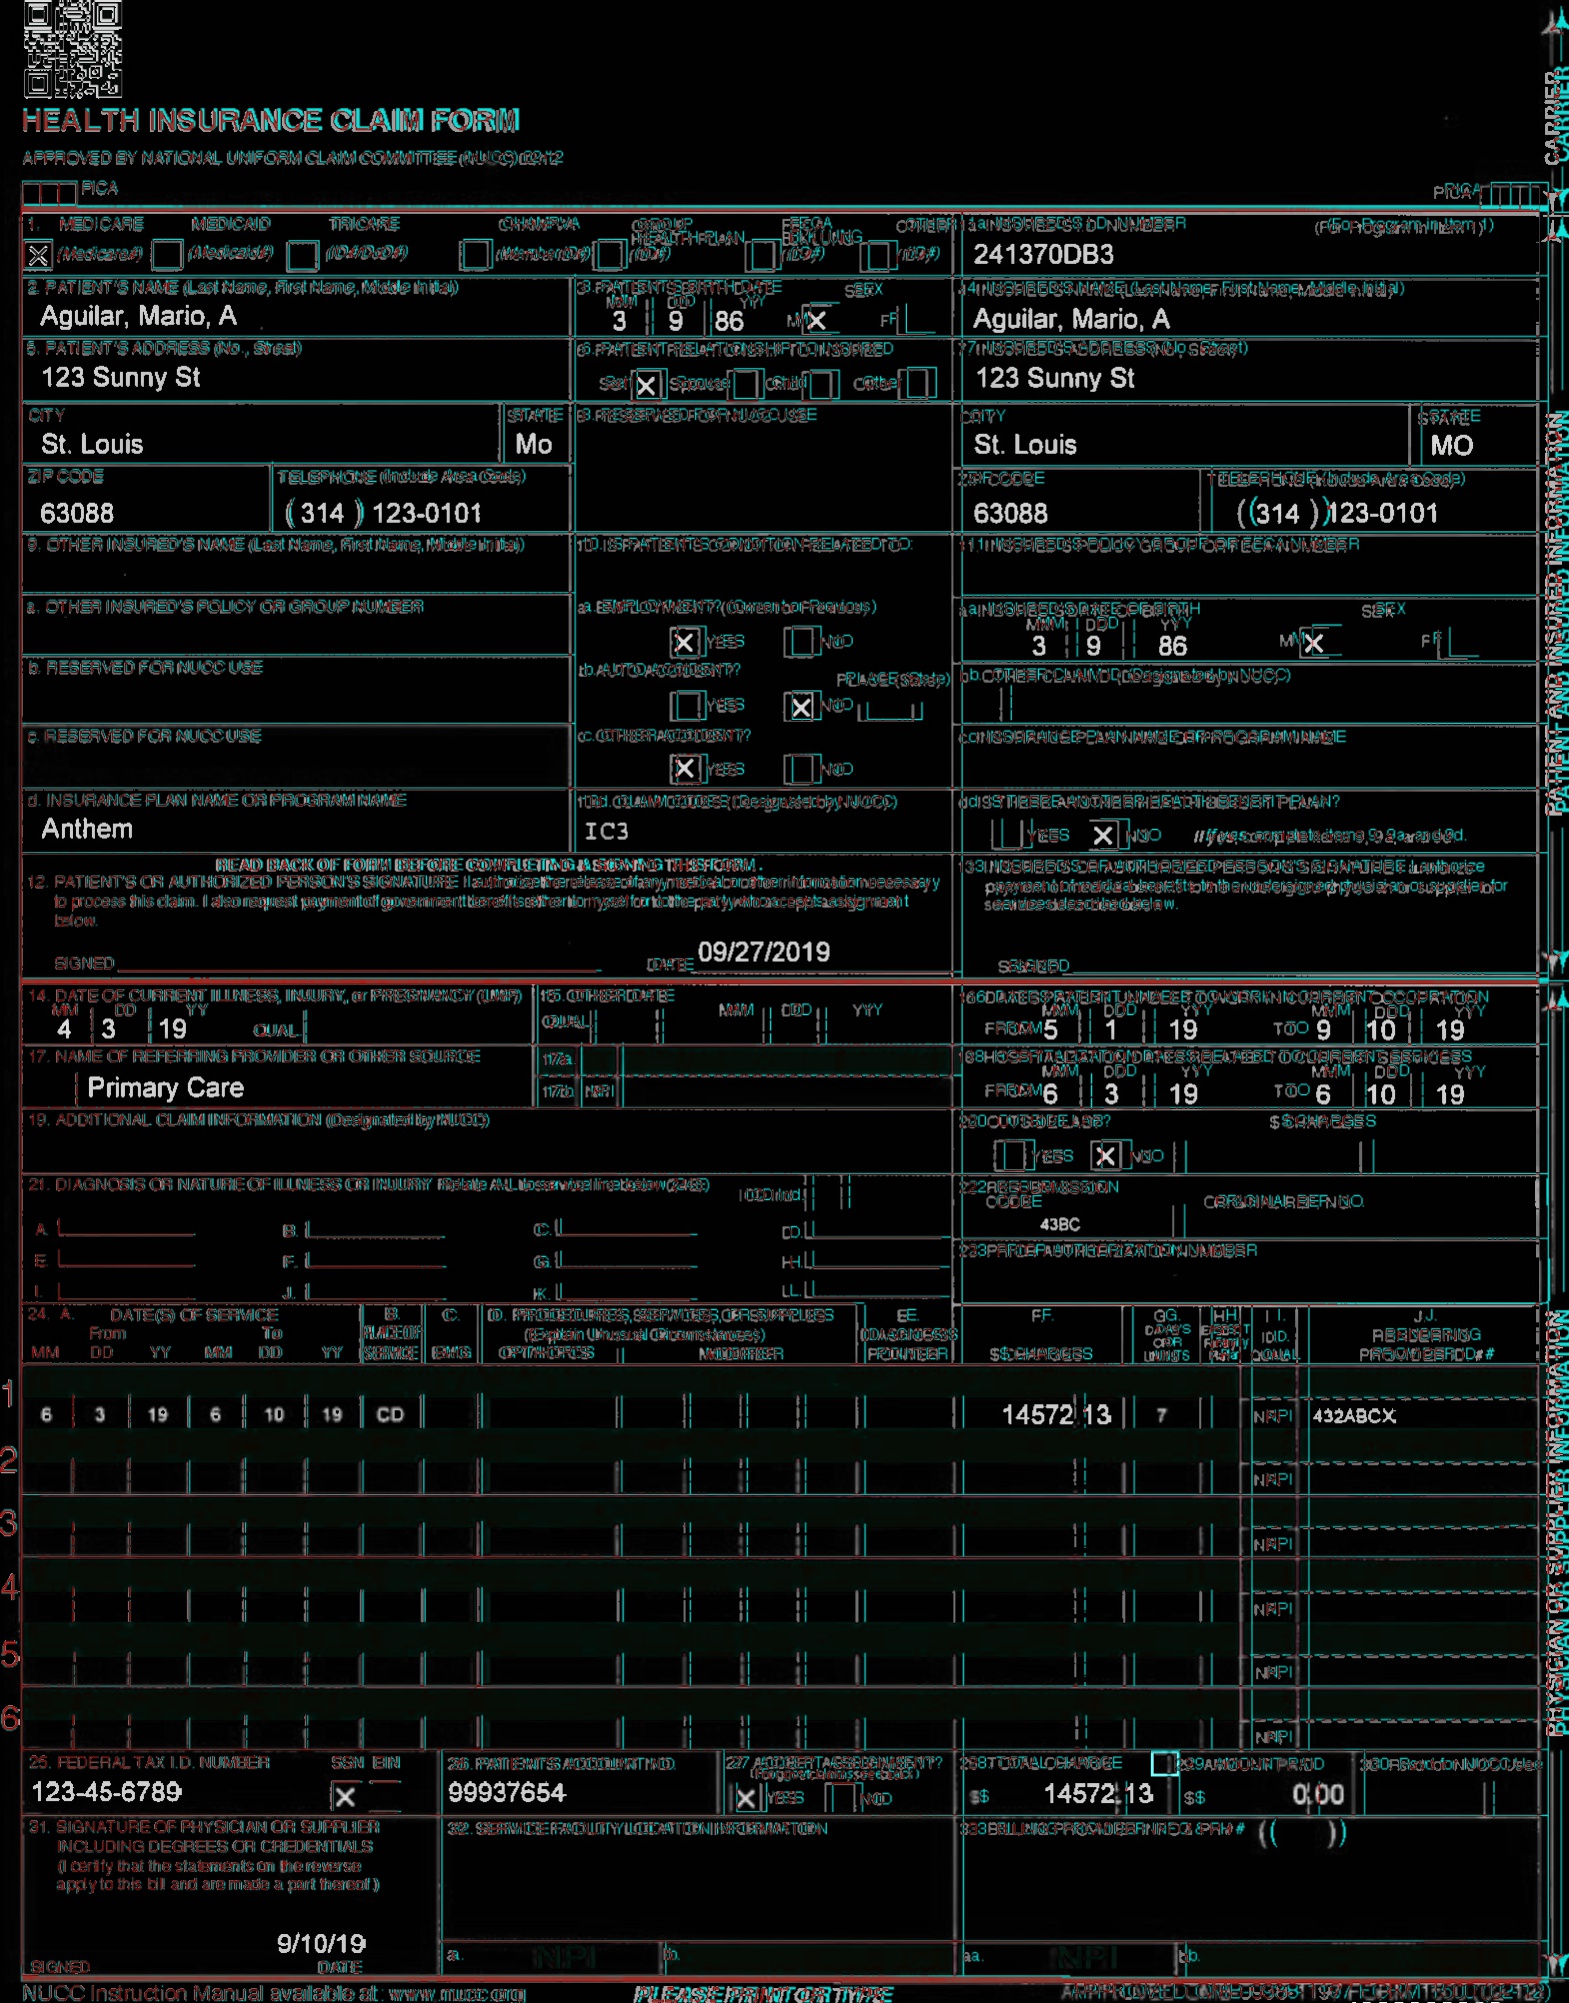 HEALTH INSURANCE CLAIM FORM
APPROVED BY NATIONAL UNIFORM CLAIM COMMITTEE (NUCC) 02/12
PICA
PICA
CARRIER
1. MEDICARE MEDICAID TRICARE CHAMPVA GROUP HEALTH PLAN FECA BLK LUNG OTHER
(Medicare#) (Medicaid#) (ID#/DoD#) (Member ID#) (ID#) (ID#) (ID#)
1a. INSURED'S I.D. NUMBER (For Program in Item 1)
241370DB3
2. PATIENT'S NAME (Last Name, First Name, Middle Initial)
Aguilar, Mario, A
3. PATIENT'S BIRTH DATE SEX
MM DD YY
3 9 86 M X F
4. INSURED'S NAME (Last Name, First Name, Middle Initial)
Aguilar, Mario, A
5. PATIENT'S ADDRESS (No., Street)
123 Sunny St
6. PATIENT RELATIONSHIP TO INSURED
Self X Spouse Child Other
7. INSURED'S ADDRESS (No., Street)
123 Sunny St
CITY STATE
St. Louis Mo
8. RESERVED FOR NUCC USE
CITY STATE
St. Louis MO
ZIP CODE TELEPHONE (Include Area Code)
63088 (314) 123-0101
ZIP CODE TELEPHONE (Include Area Code)
63088 (314) 123-0101
9. OTHER INSURED'S NAME (Last Name, First Name, Middle Initial)
10. IS PATIENT'S CONDITION RELATED TO:
11. INSURED'S POLICY GROUP OR FECA NUMBER
a. OTHER INSURED'S POLICY OR GROUP NUMBER
a. EMPLOYMENT? (Current or Previous)
X YES NO
a. INSURED'S DATE OF BIRTH SEX
MM DD YY
3 9 86 M X F
b. RESERVED FOR NUCC USE
b. AUTO ACCIDENT? PLACE (State)
YES X NO
b. OTHER CLAIM ID (Designated by NUCC)
c. RESERVED FOR NUCC USE
c. OTHER ACCIDENT?
X YES NO
c. INSURANCE PLAN NAME OR PROGRAM NAME
d. INSURANCE PLAN NAME OR PROGRAM NAME
Anthem
10d. CLAIM CODES (Designated by NUCC)
IC3
d. IS THERE ANOTHER HEALTH BENEFIT PLAN?
YES X NO If yes, complete items 9, 9a, and 9d.
READ BACK OF FORM BEFORE COMPLETING & SIGNING THIS FORM.
12. PATIENT'S OR AUTHORIZED PERSON'S SIGNATURE I authorize the release of any medical or other information necessary
to process this claim. I also request payment of government benefits either to myself or to the party who accepts assignment
below.
SIGNED DATE 09/27/2019
13. INSURED'S OR AUTHORIZED PERSON'S SIGNATURE I authorize
payment of medical benefits to the undersigned physician or supplier for
services described below.
SIGNED
PATIENT AND INSURED INFORMATION
14. DATE OF CURRENT ILLNESS, INJURY, or PREGNANCY (LMP)
MM DD YY
4 3 19 QUAL.
15. OTHER DATE
QUAL. MM DD YY
16. DATES PATIENT UNABLE TO WORK IN CURRENT OCCUPATION
MM DD YY MM DD YY
FROM 5 1 19 TO 9 10 19
17. NAME OF REFERRING PROVIDER OR OTHER SOURCE
Primary Care
17a.
17b. NPI
18. HOSPITALIZATION DATES RELATED TO CURRENT SERVICES
MM DD YY MM DD YY
FROM 6 3 19 TO 6 10 19
19. ADDITIONAL CLAIM INFORMATION (Designated by NUCC)
20. OUTSIDE LAB? $ CHARGES
YES X NO
21. DIAGNOSIS OR NATURE OF ILLNESS OR INJURY Relate A-L to service line below (24E) ICD Ind.
A. B. C. D.
E. F. G. H.
I. J. K. L.
22. RESUBMISSION
CODE ORIGINAL REF. NO.
43BC
23. PRIOR AUTHORIZATION NUMBER
24. A. DATE(S) OF SERVICE B. C. D. PROCEDURES, SERVICES, OR SUPPLIES E. F. G. H. I. J.
From To PLACE OF (Explain Unusual Circumstances) DIAGNOSIS DAYS OR UNITS ID. RENDERING
MM DD YY MM DD YY SERVICE EMG CPT/HCPCS MODIFIER POINTER $ CHARGES QUAL. PROVIDER ID. #
1
6 3 19 6 10 19 CD 14572 13 7 NPI 432ABCX
2 NPI
3 NPI
4 NPI
5 NPI
6 NPI
PHYSICIAN OR SUPPLIER INFORMATION
25. FEDERAL TAX I.D. NUMBER SSN EIN
123-45-6789 X
26. PATIENT'S ACCOUNT NO.
99937654
27. ACCEPT ASSIGNMENT?
(For govt. claims, see back)
X YES NO
28. TOTAL CHARGE
$ 14572 13
29. AMOUNT PAID
$ 0 00
30. Rsvd for NUCC Use
31. SIGNATURE OF PHYSICIAN OR SUPPLIER
INCLUDING DEGREES OR CREDENTIALS
(I certify that the statements on the reverse
apply to this bill and are made a part thereof.)
9/10/19
SIGNED DATE
32. SERVICE FACILITY LOCATION INFORMATION
a. NPI b.
33. BILLING PROVIDER INFO & PH # ( )
a. NPI b.
NUCC Instruction Manual available at: www.nucc.org
PLEASE PRINT OR TYPE